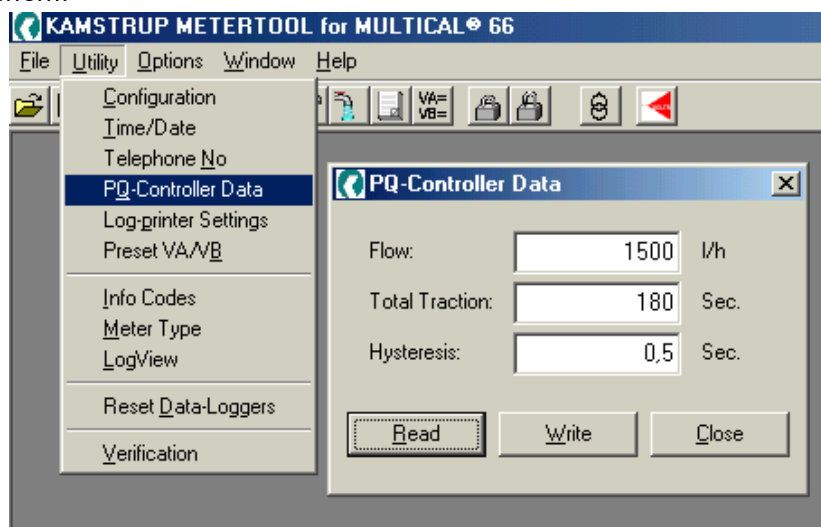 KAMSTRUP METERTOOL for MULTICAL® 66
File Utility Options Window Help
VA=
VB=
Configuration
Time/Date
Telephone No
PQ-Controller Data
Log-printer Settings
Preset VA/VB
Info Codes
Meter Type
LogView
Reset Data-Loggers
Verification
PQ-Controller Data
Flow: 1500 l/h
Total Traction: 180 Sec.
Hysteresis: 0,5 Sec.
Read Write Close